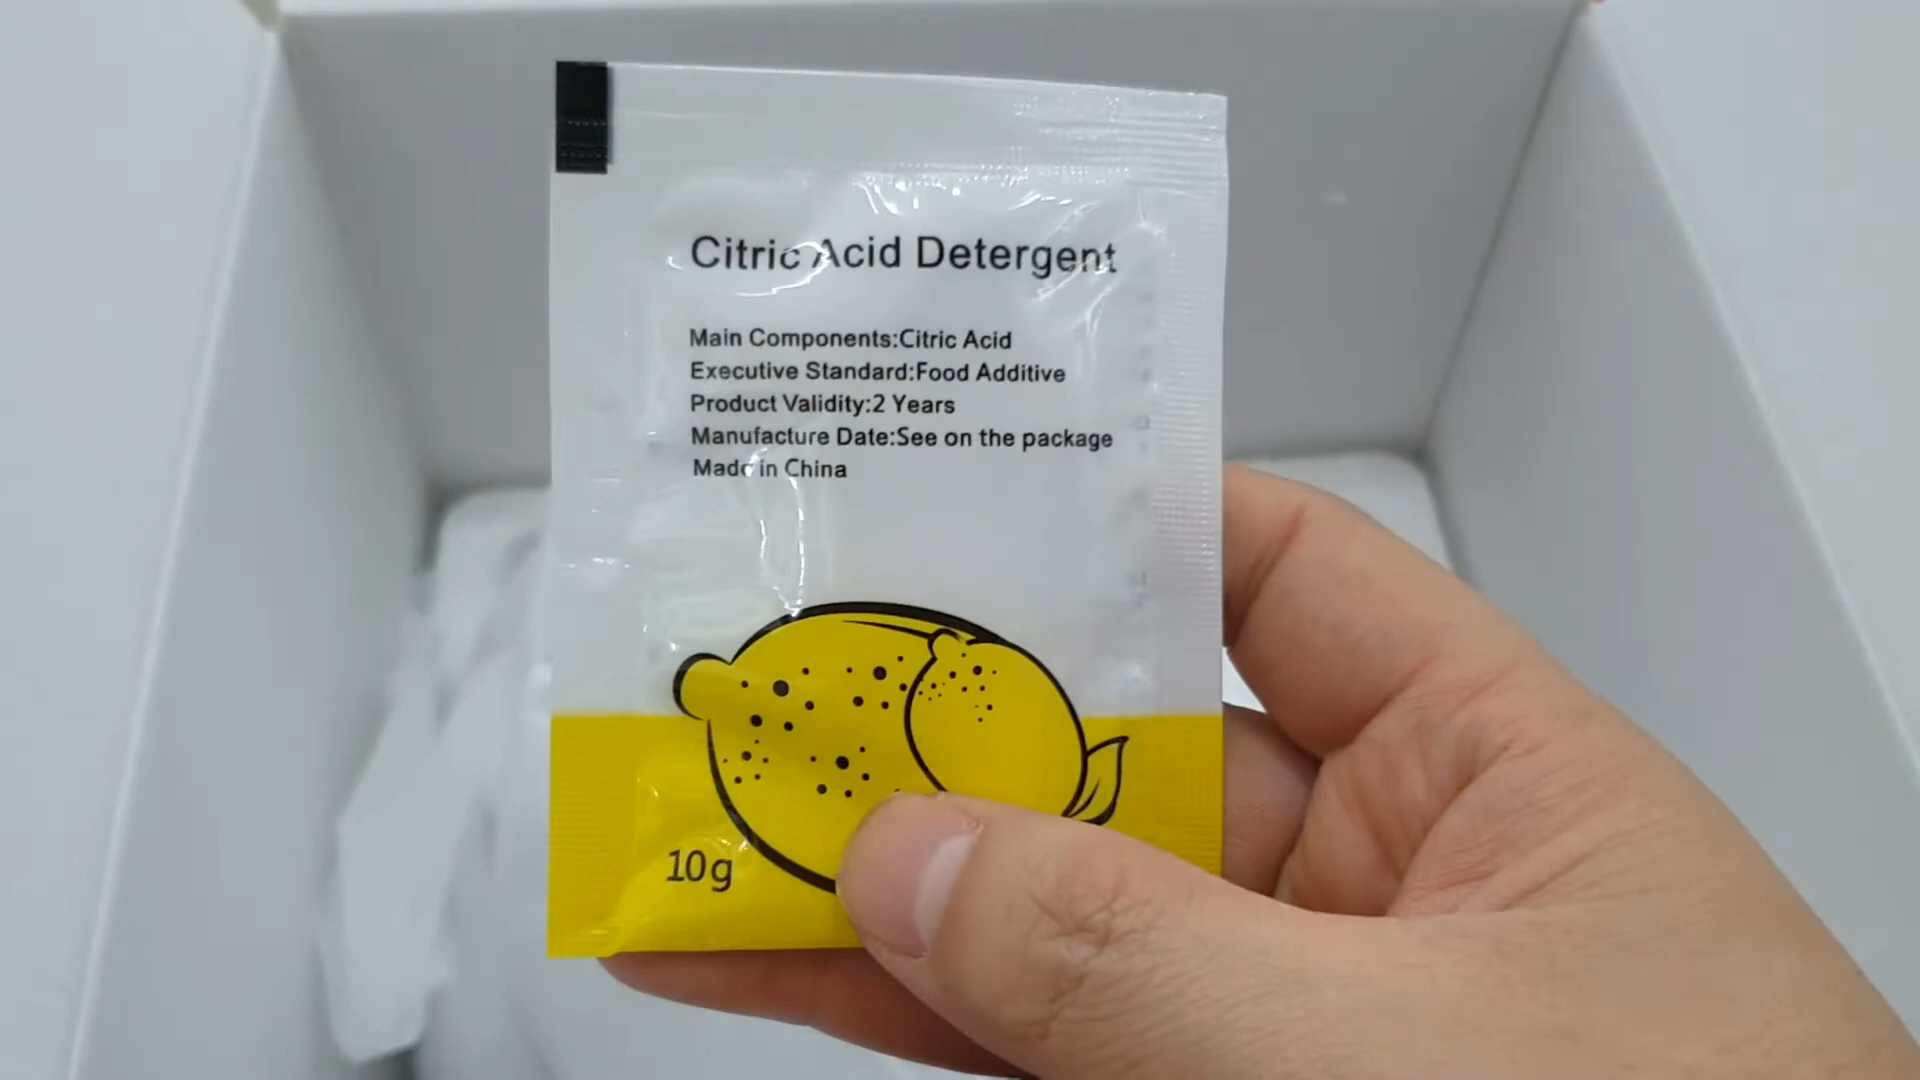 Citric Acid Detergent
Main Components:Citric Acid
Executive Standard:Food Additive
Product Validity:2 Years
Manufacture Date:See on the package
Made in China
10g